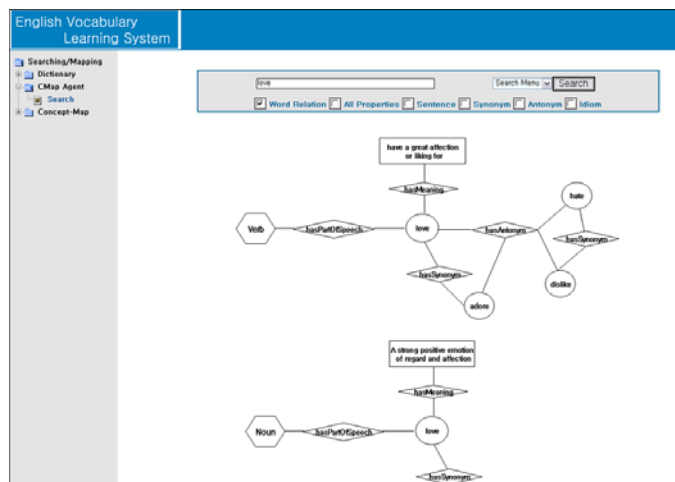 English Vocabulary
Learning System
Searching/Mapping
Dictionary
CMap Agent
Search
Concept-Map
love
Search Menu
Search
Word Relation
All Properties
Sentence
Synonym
Antonym
Idiom
have a great affection
or liking for
hasMeaning
hate
Verb
hasPartOfSpeech
love
hasAntonym
hasSynonym
hasSynonym
dislike
adore
A strong positive emotion
of regard and affection
hasMeaning
Noun
hasPartOfSpeech
love
hasSynonym